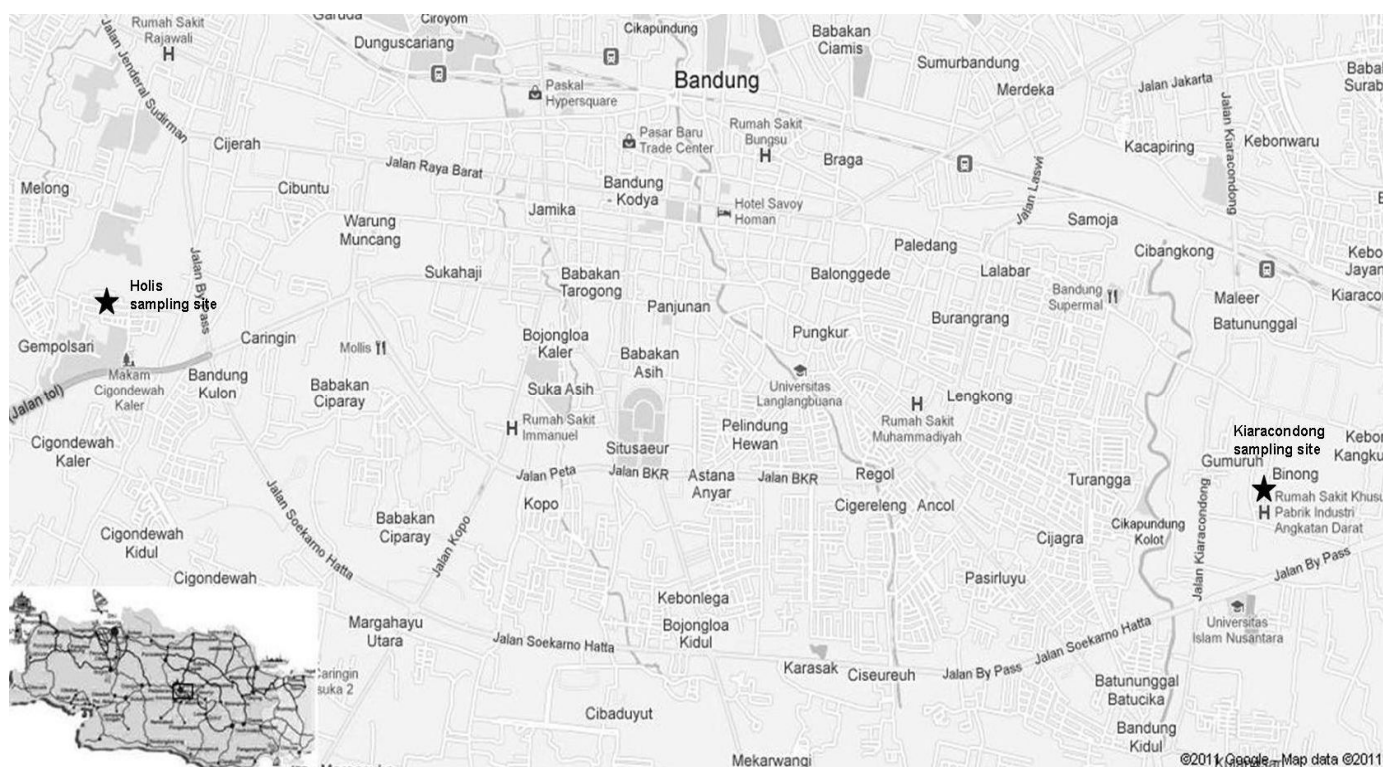 Garuda
Ciroyom
Rumah Sakit
Rajawali
Dunguscariang
Cikapundung
Babakan
Ciamis
Sumurbandung
Merdeka
Jalan Jakarta
Bandung
Paskal
Hypersquare
Jalan Jenderal Sudirman
Cijerah
Pasar Baru
Trade Center
Rumah Sakit
Bungsu
Braga
Kacapiring
Kebonwaru
Jalan Kiaracondong
Jalan Raya Barat
Melong
Cibuntu
Bandung
- Kodya
Jamika
Hotel Savoy
Homan
Jalan Laswi
Samoja
Warung
Muncang
Paledang
Cibangkong
Jalan By Pass
Sukahaji
Babakan
Tarogong
Balonggede
Lalabar
Holis
sampling site
Panjunan
Bandung
Supermal
Maleer
Batununggal
Burangrang
Pungkur
Gempolsari
Caringin
Mollis
Bojongloa
Kaler
Babakan
Asih
Makam
Cigondewah
Kaler
Bandung
Kulon
Babakan
Ciparay
Suka Asih
Universitas
Langlangbuana
Lengkong
(Jalan tol)
Rumah Sakit
Immanuel
Situsaeur
Pelindung
Hewan
Rumah Sakit
Muhammadiyah
Kiaracondong
sampling site
Cigondewah
Kaler
Jalan Peta
Jalan BKR
Astana
Anyar
Jalan BKR
Regol
Turangga
Gumuruh
Binong
Kopo
Cigereleng
Ancol
Rumah Sakit Khusu
Pabrik Industri
Angkatan Darat
Jalan Soekarno Hatta
Cigondewah
Kidul
Babakan
Ciparay
Jalan Kopo
Cijagra
Cikapundung
Kolot
Jalan Kiaracondong
Jalan By Pass
Cigondewah
Pasirluyu
Kebonlega
Margahayu
Utara
Bojongloa
Kidul
Universitas
Islam Nusantara
Jalan Soekarno Hatta
Karasak
Ciseureuh
Jalan By Pass
Jalan Soekarno Hatta
Caringin
suka 2
Batununggal
Batucika
Cibaduyut
Bandung
Kidul
Mekarwangi
©2011 Google - Map data ©2011